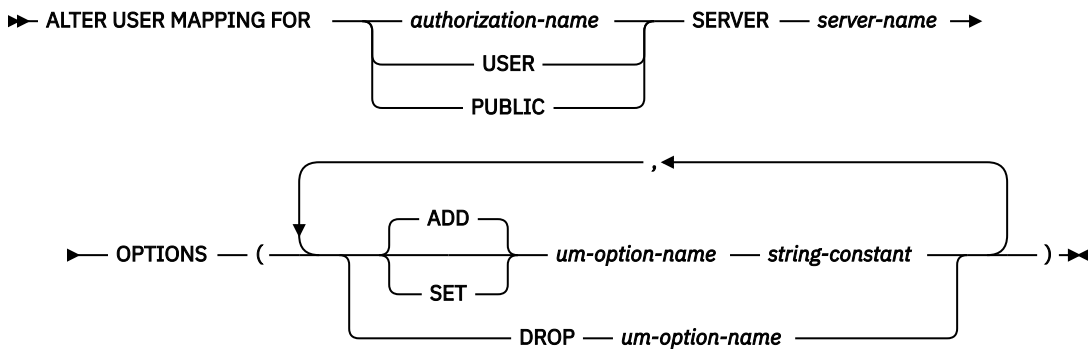 ALTER USER MAPPING FOR authorization-name SERVER server-name
USER
PUBLIC
,
ADD
OPTIONS ( um-option-name string-constant )
SET
DROP um-option-name